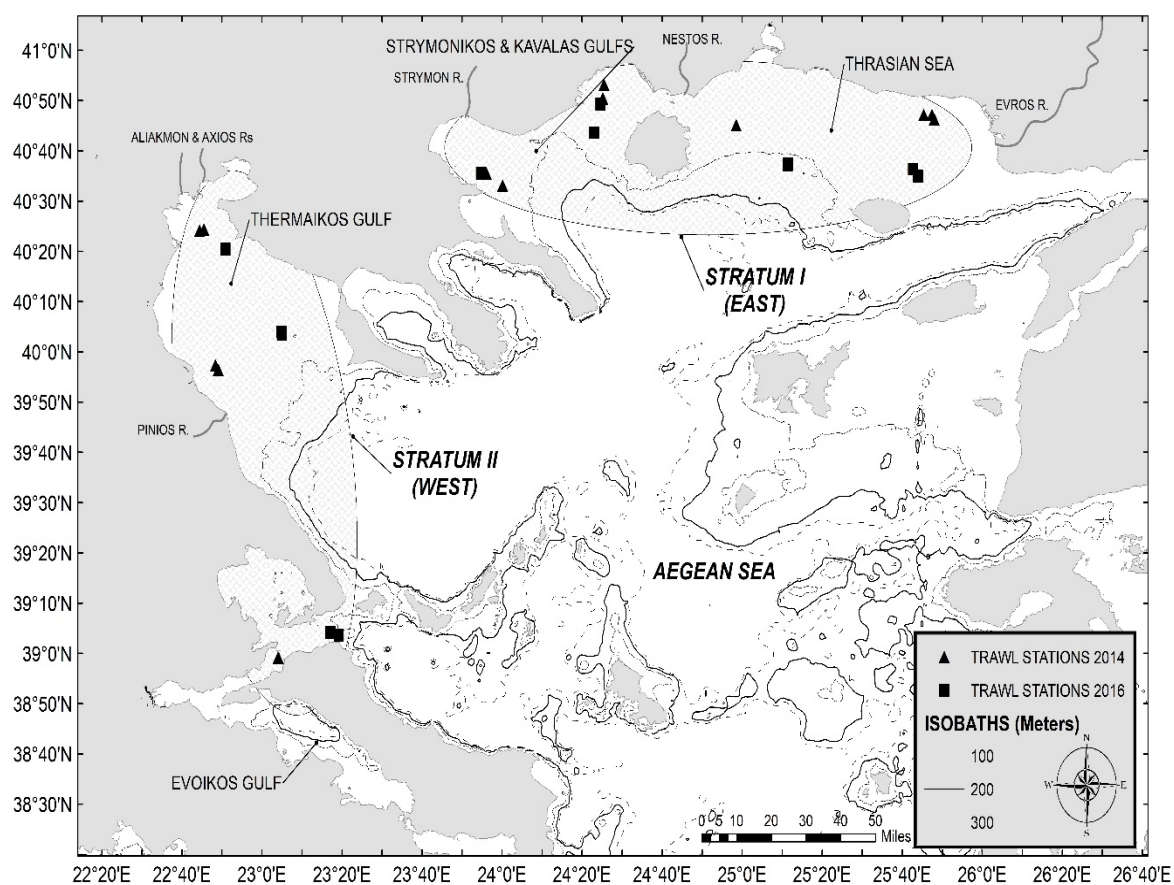 41°0'N
40°50'N
40°40'N
40°30'N
40°20'N
40°10'N
40°0'N
39°50'N
39°40'N
39°30'N
39°20'N
39°10'N
39°0'N
38°50'N
38°40'N
38°30'N
STRYMONIKOS & KAVALAS GULFS
NESTOS R.
STRYMON R.
THRASIAN SEA
EVROS R.
ALIAKMON & AXIOS Rs
THERMAIKOS GULF
STRATUM I
(EAST)
PINIOS R.
STRATUM II
(WEST)
AEGEAN SEA
EVOIKOS GULF
TRAWL STATIONS 2014
TRAWL STATIONS 2016
ISOBATHS (Meters)
100
200
300
N
W
E
S
0 5 10 20 30 40 50
Miles
22°20'E 22°40'E 23°0'E 23°20'E 23°40'E 24°0'E 24°20'E 24°40'E 25°0'E 25°20'E 25°40'E 26°0'E 26°20'E 26°40'E